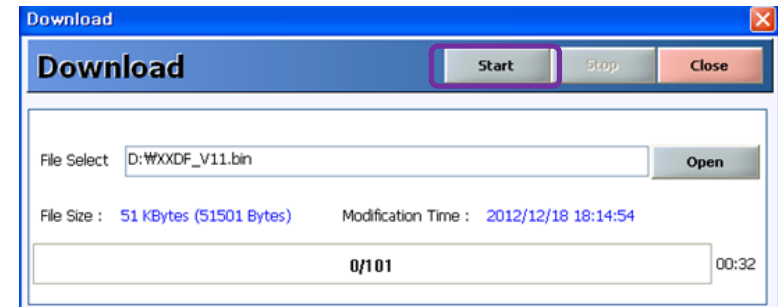 Download
Download Start Stop Close
File Select D:₩XXDF_V11.bin Open
File Size : 51 KBytes (51501 Bytes) Modification Time : 2012/12/18 18:14:54
0/101 00:32